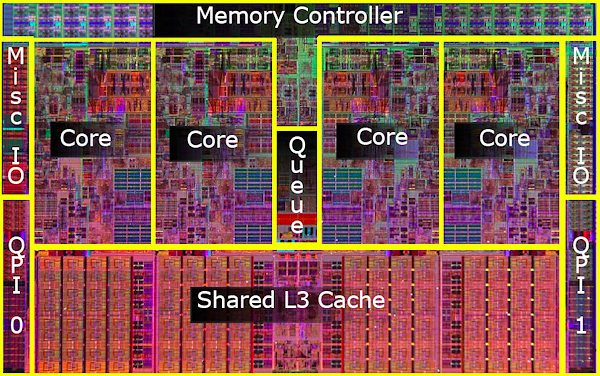 Memory Controller
Misc IO
Core
Core
Queue
Core
Core
Misc IO
QPI 0
Shared L3 Cache
QPI 1